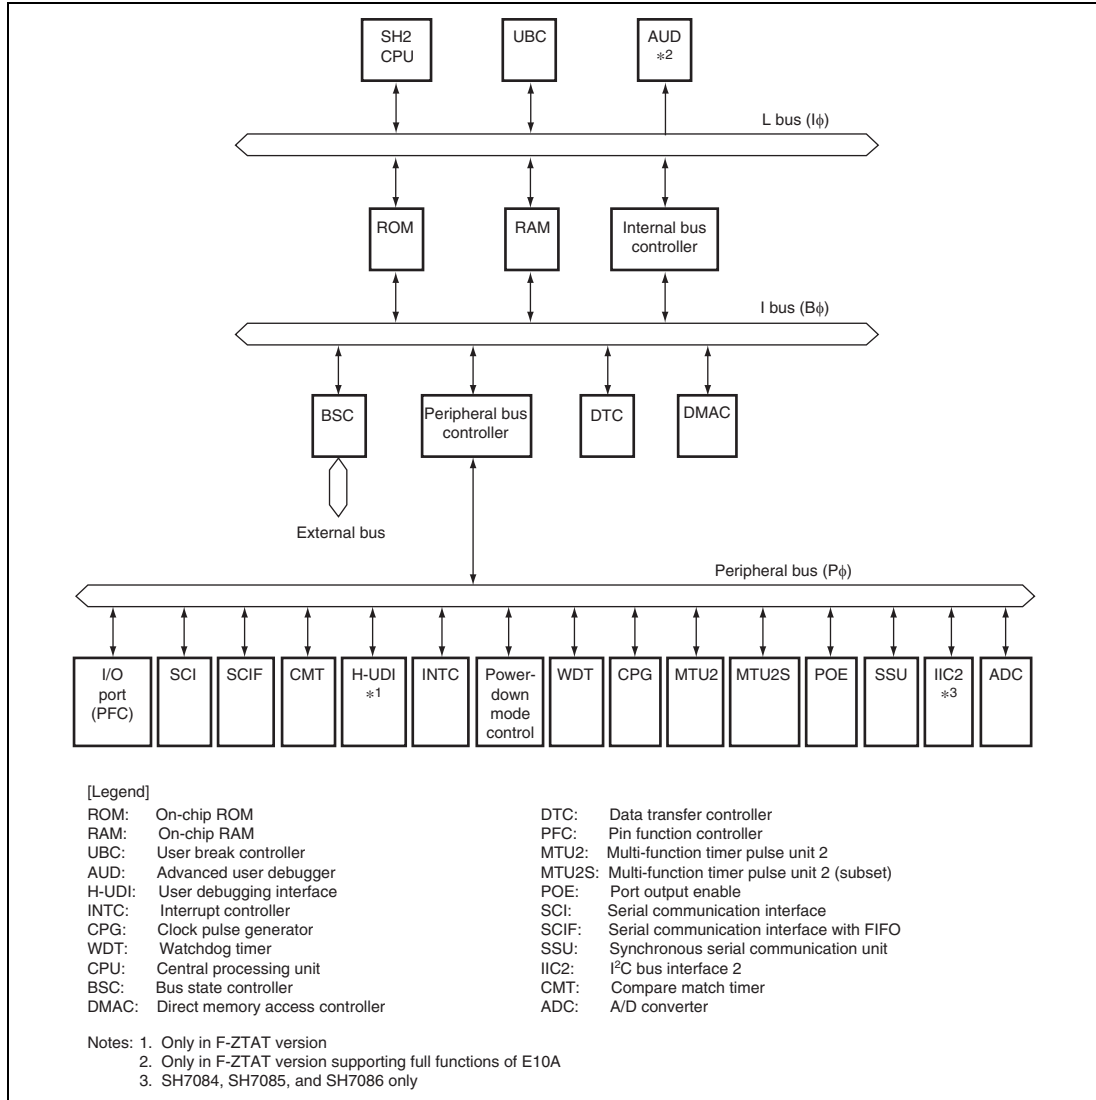 SH2
CPU
UBC
AUD
*2
L bus (Iϕ)
ROM
RAM
Internal bus
controller
I bus (Bϕ)
BSC
Peripheral bus
controller
DTC
DMAC
External bus
Peripheral bus (Pϕ)
I/O
port
(PFC)
SCI
SCIF
CMT
H-UDI
*1
INTC
Power-
down
mode
control
WDT
CPG
MTU2
MTU2S
POE
SSU
IIC2
*3
ADC
[Legend]
ROM: On-chip ROM
RAM: On-chip RAM
UBC: User break controller
AUD: Advanced user debugger
H-UDI: User debugging interface
INTC: Interrupt controller
CPG: Clock pulse generator
WDT: Watchdog timer
CPU: Central processing unit
BSC: Bus state controller
DMAC: Direct memory access controller
DTC: Data transfer controller
PFC: Pin function controller
MTU2: Multi-function timer pulse unit 2
MTU2S: Multi-function timer pulse unit 2 (subset)
POE: Port output enable
SCI: Serial communication interface
SCIF: Serial communication interface with FIFO
SSU: Synchronous serial communication unit
IIC2: I²C bus interface 2
CMT: Compare match timer
ADC: A/D converter
Notes: 1. Only in F-ZTAT version
2. Only in F-ZTAT version supporting full functions of E10A
3. SH7084, SH7085, and SH7086 only